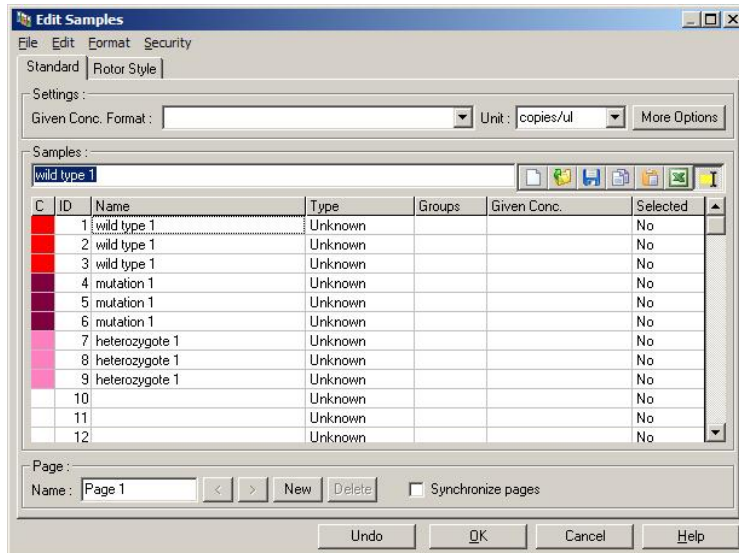 Edit Samples
File Edit Format Security
Standard Rotor Style
Settings :
Given Conc. Format : Unit : copies/ul More Options
Samples :
wild type 1
C ID Name Type Groups Given Conc. Selected
1 wild type 1 Unknown No
2 wild type 1 Unknown No
3 wild type 1 Unknown No
4 mutation 1 Unknown No
5 mutation 1 Unknown No
6 mutation 1 Unknown No
7 heterozygote 1 Unknown No
8 heterozygote 1 Unknown No
9 heterozygote 1 Unknown No
10 Unknown No
11 Unknown No
12 Unknown No
Page :
Name : Page 1 < > New Delete Synchronize pages
Undo OK Cancel Help